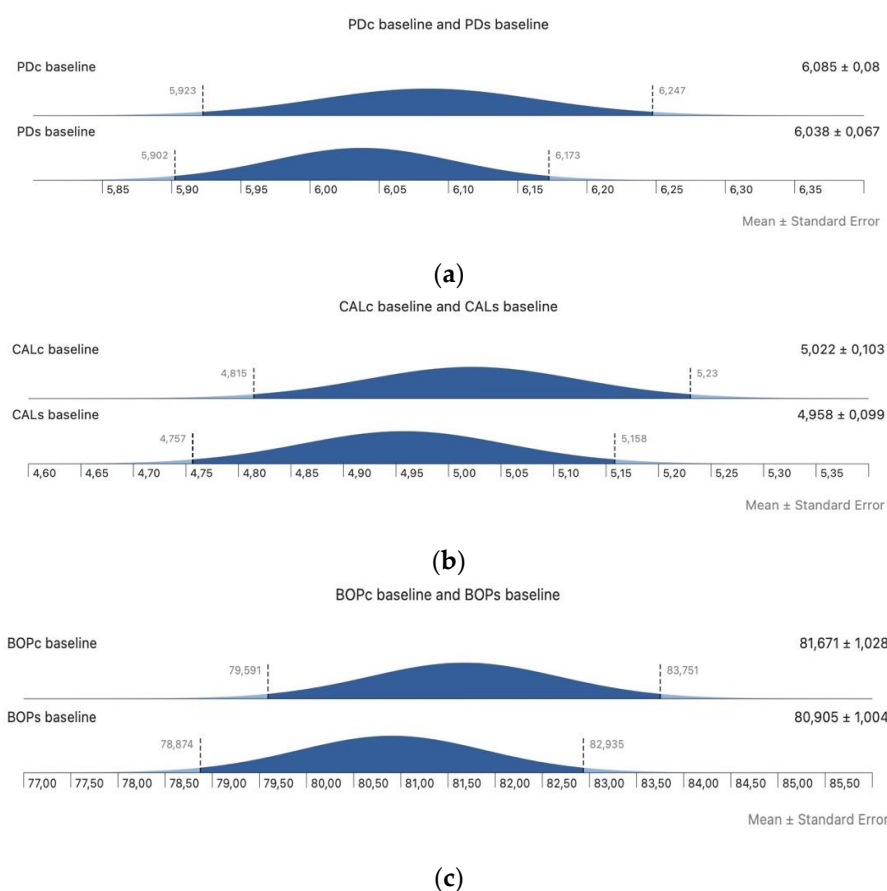 PDc baseline and PDs baseline
PDc baseline
6,085 ± 0,08
5,923
6,247
PDs baseline
6,038 ± 0,067
5,902
6,173
5,85 5,90 5,95 6,00 6,05 6,10 6,15 6,20 6,25 6,30 6,35
Mean ± Standard Error
(a)
CALc baseline and CALs baseline
CALc baseline
5,022 ± 0,103
4,815
5,23
CALs baseline
4,958 ± 0,099
4,757
5,158
4,60 4,65 4,70 4,75 4,80 4,85 4,90 4,95 5,00 5,05 5,10 5,15 5,20 5,25 5,30 5,35
Mean ± Standard Error
(b)
BOPc baseline and BOPs baseline
BOPc baseline
81,671 ± 1,028
79,591
83,751
BOPs baseline
80,905 ± 1,004
78,874
82,935
77,00 77,50 78,00 78,50 79,00 79,50 80,00 80,50 81,00 81,50 82,00 82,50 83,00 83,50 84,00 84,50 85,00 85,50
Mean ± Standard Error
(c)